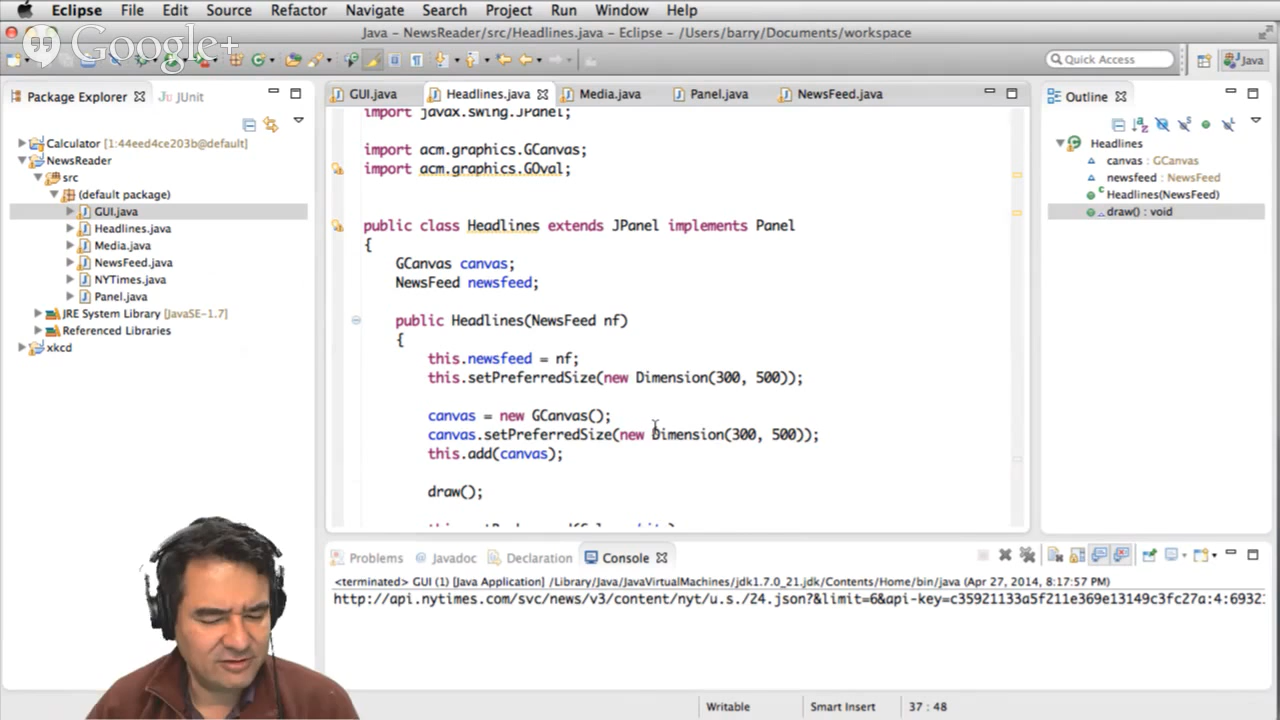 Eclipse File Edit Source Refactor Navigate Search Project Run Window Help
Google+
Java – NewsReader/src/Headlines.java – Eclipse – /Users/barry/Documents/workspace
Quick Access
Java
Package Explorer JUnit
Calculator [1:44eed4ce203b@default]
NewsReader
src
(default package)
GUI.java
Headlines.java
Media.java
NewsFeed.java
NYTimes.java
Panel.java
JRE System Library [JavaSE-1.7]
Referenced Libraries
xkcd
GUI.java Headlines.java Media.java Panel.java NewsFeed.java
import javax.swing.JPanel;
import acm.graphics.GCanvas;
import acm.graphics.GOval;
public class Headlines extends JPanel implements Panel
{
GCanvas canvas;
NewsFeed newsfeed;
public Headlines(NewsFeed nf)
{
this.newsfeed = nf;
this.setPreferredSize(new Dimension(300, 500));
canvas = new GCanvas();
canvas.setPreferredSize(new Dimension(300, 500));
this.add(canvas);
draw();
Outline
Headlines
canvas : GCanvas
newsfeed : NewsFeed
Headlines(NewsFeed)
draw() : void
Problems Javadoc Declaration Console
<terminated> GUI (1) [Java Application] /Library/Java/JavaVirtualMachines/jdk1.7.0_21.jdk/Contents/Home/bin/java (Apr 27, 2014, 8:17:57 PM)
http://api.nytimes.com/svc/news/v3/content/nyt/u.s./24.json?&limit=6&api-key=c35921133a5f211e369e13149c3fc27a:4:6932
Writable Smart Insert 37 : 48